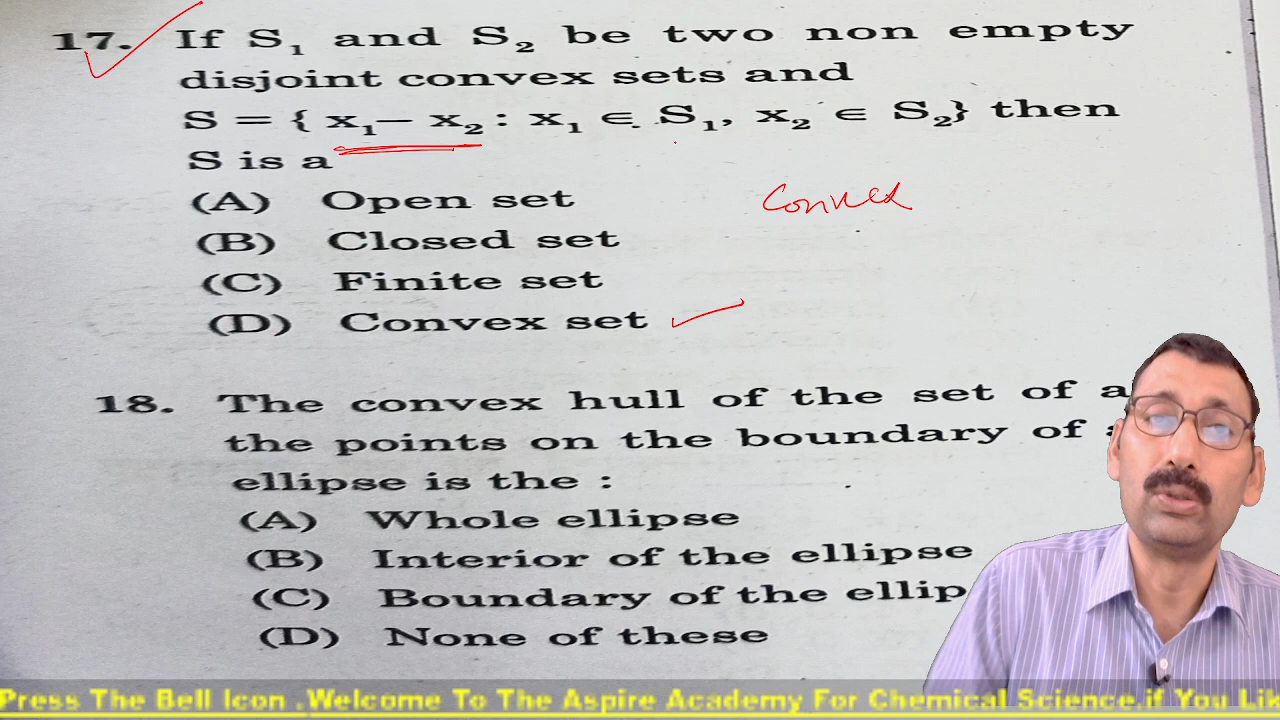 17. If S₁ and S₂ be two non empty
disjoint convex sets and
S = { x₁ – x₂ : x₁ ∈ S₁, x₂ ∈ S₂} then
S is a
(A) Open set
Convex
(B) Closed set
(C) Finite set
(D) Convex set
18. The convex hull of the set of
the points on the boundary of
ellipse is the :
(A) Whole ellipse
(B) Interior of the ellipse
(C) Boundary of the
(D) None of these
Press The Bell Icon .Welcome To The Aspire Academy For Chemical Science.if You